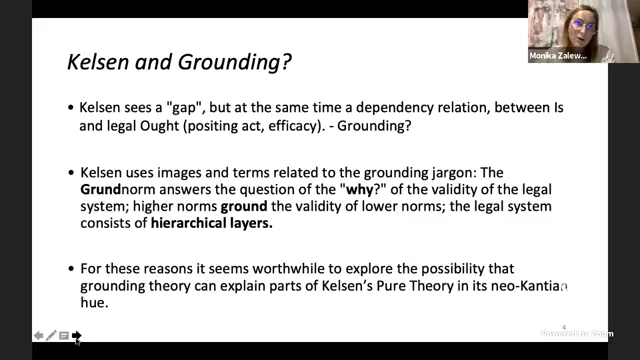 Kelsen and Grounding?
Monika Zalew...
• Kelsen sees a "gap", but at the same time a dependency relation, between Is
and legal Ought (positing act, efficacy). - Grounding?
• Kelsen uses images and terms related to the grounding jargon: The
Grundnorm answers the question of the "why?" of the validity of the legal
system; higher norms ground the validity of lower norms; the legal system
consists of hierarchical layers.
• For these reasons it seems worthwhile to explore the possibility that
grounding theory can explain parts of Kelsen's Pure Theory in its neo-Kantian
hue.
Powered by Zoom